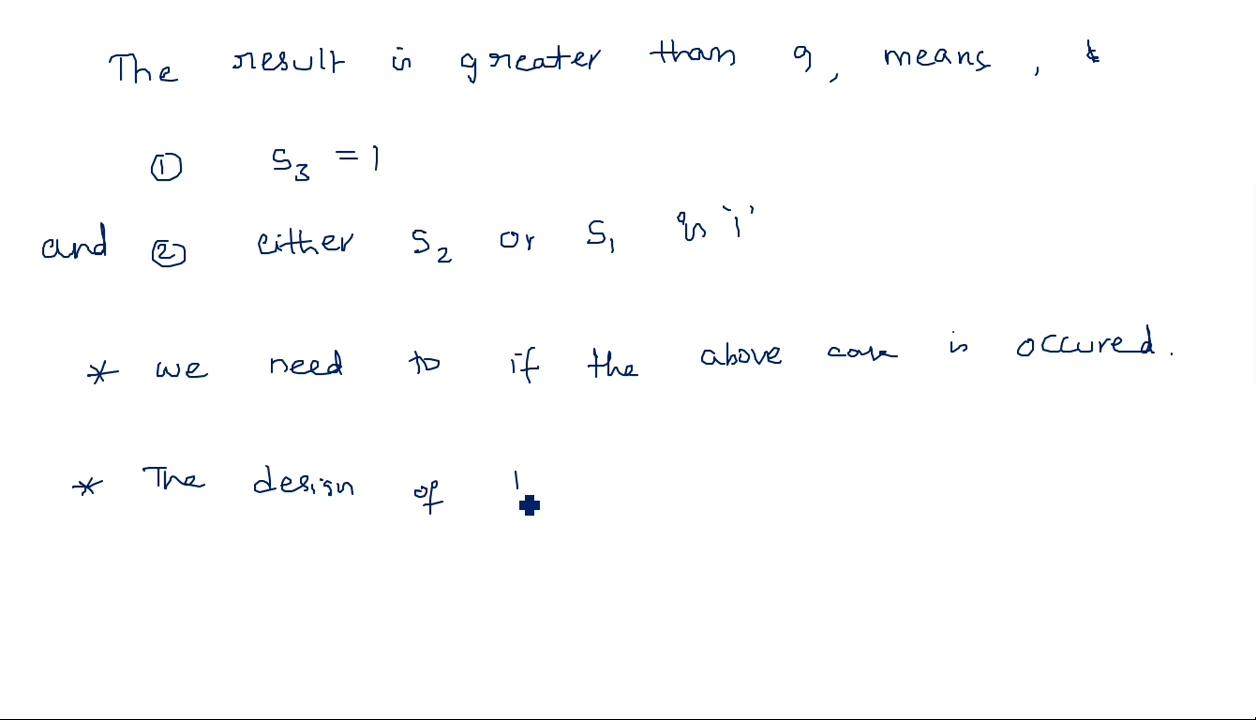 The result is greater than 9, means,
① S3 = 1
and ② either S2 or S1 is '1'
* we need to if the above case is occured.
* The design of